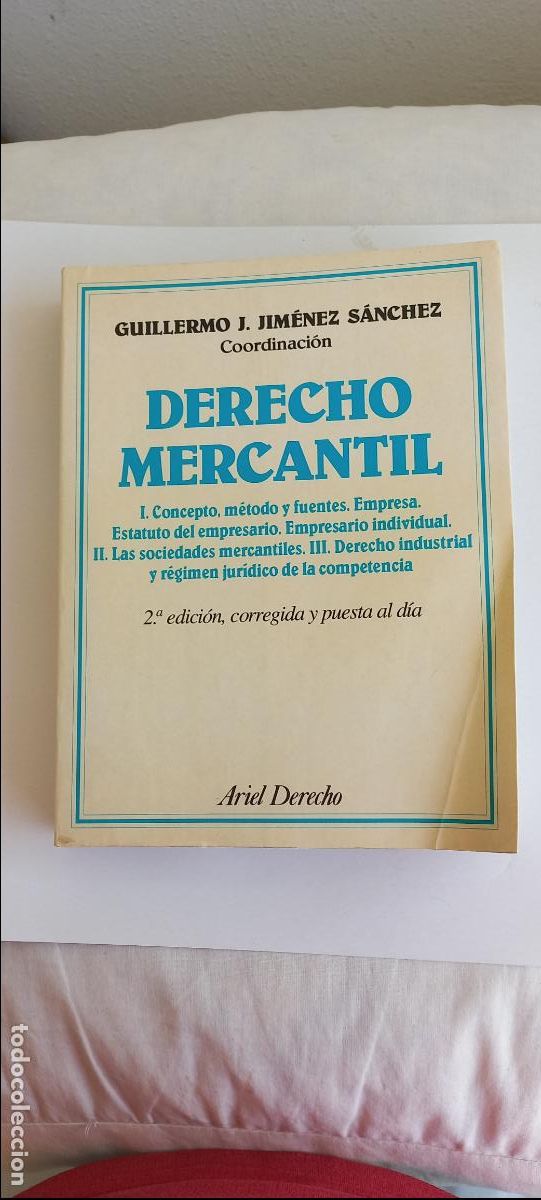 GUILLERMO J. JIMÉNEZ SÁNCHEZ
Coordinación
DERECHO
MERCANTIL
I. Concepto, método y fuentes. Empresa.
Estatuto del empresario. Empresario individual.
II. Las sociedades mercantiles. III. Derecho industrial
y régimen jurídico de la competencia
2.ª edición, corregida y puesta al día
Ariel Derecho
todocoleccion